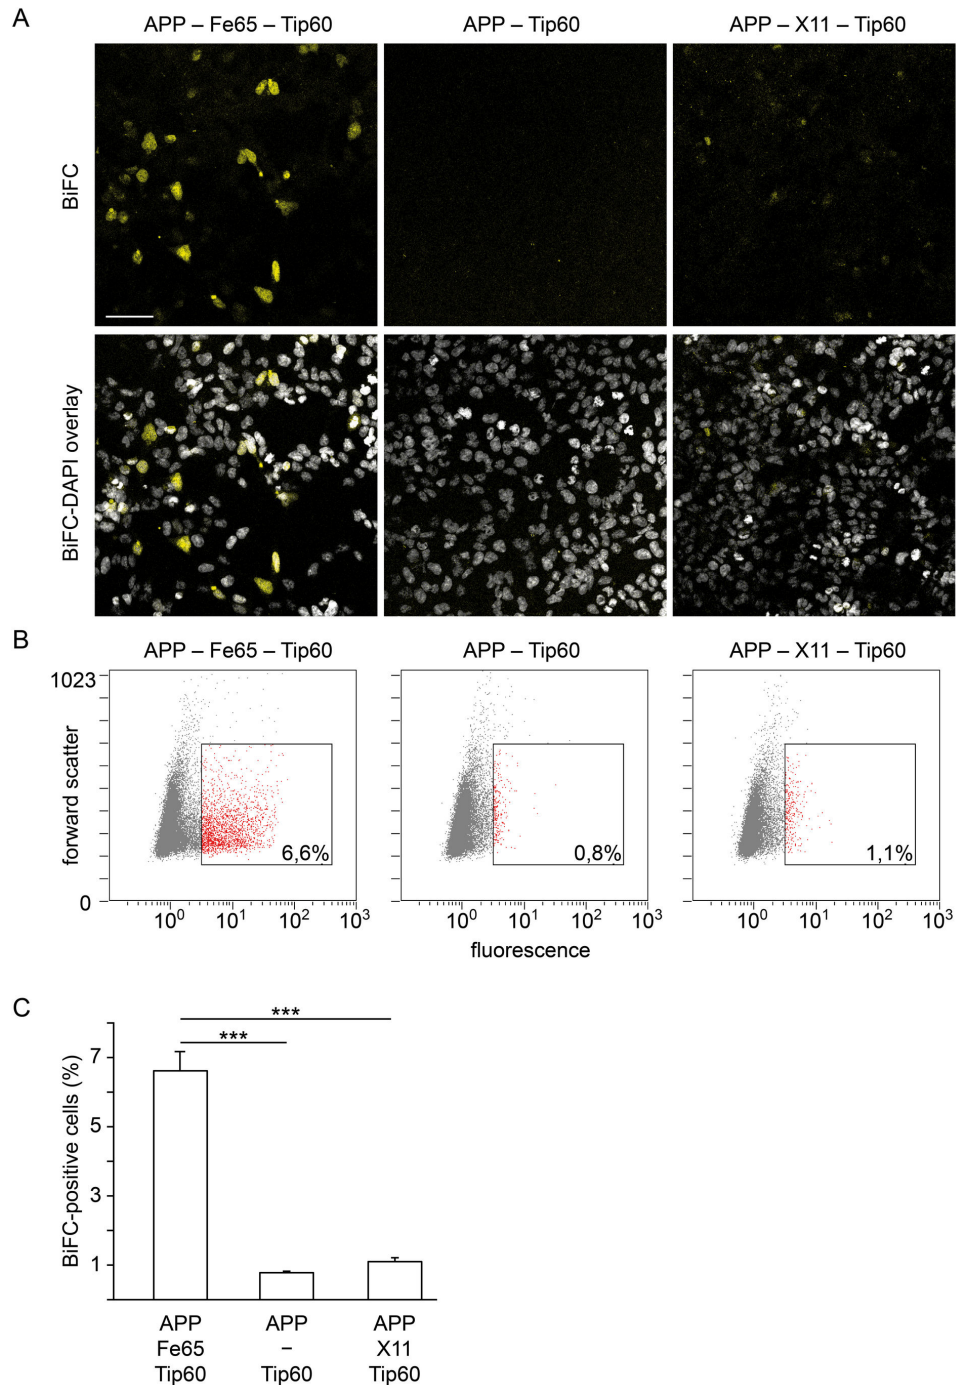 A
APP – Fe65 – Tip60
APP – Tip60
APP – X11 – Tip60
BiFC
BiFC-DAPI overlay
B
APP – Fe65 – Tip60
APP – Tip60
APP – X11 – Tip60
1023
forward scatter
0
6,6%
0,8%
1,1%
10⁰ 10¹ 10² 10³
10⁰ 10¹ 10² 10³
10⁰ 10¹ 10² 10³
fluorescence
C
***
***
BiFC-positive cells (%)
7
5
3
1
APP APP APP
Fe65 – X11
Tip60 Tip60 Tip60